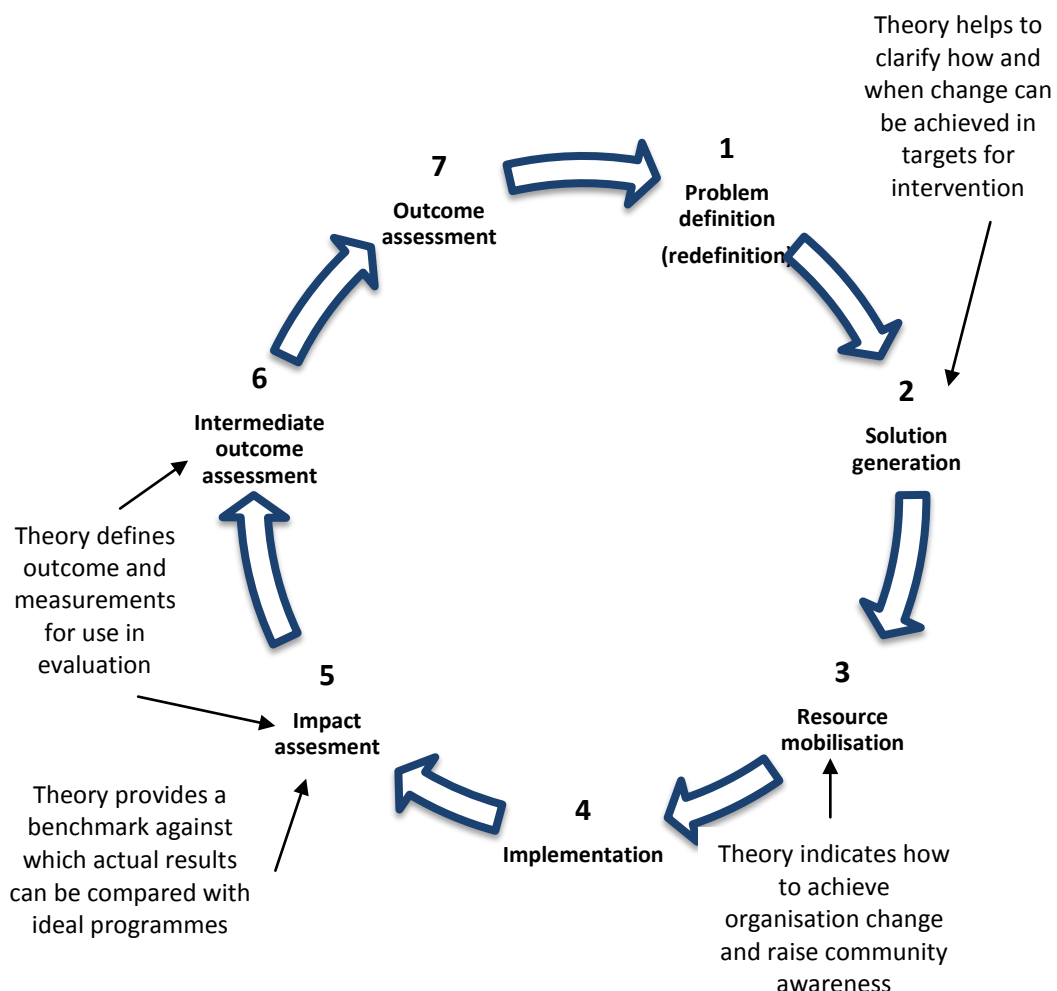 Theory helps to
clarify how and
when change can
be achieved in
targets for
intervention
1
Problem
definition
(redefinition)
2
Solution
generation
3
Resource
mobilisation
Theory indicates how
to achieve
organisation change
and raise community
awareness
4
Implementation
5
Impact
assesment
Theory provides a
benchmark against
which actual results
can be compared with
ideal programmes
Theory defines
outcome and
measurements
for use in
evaluation
6
Intermediate
outcome
assessment
7
Outcome
assessment